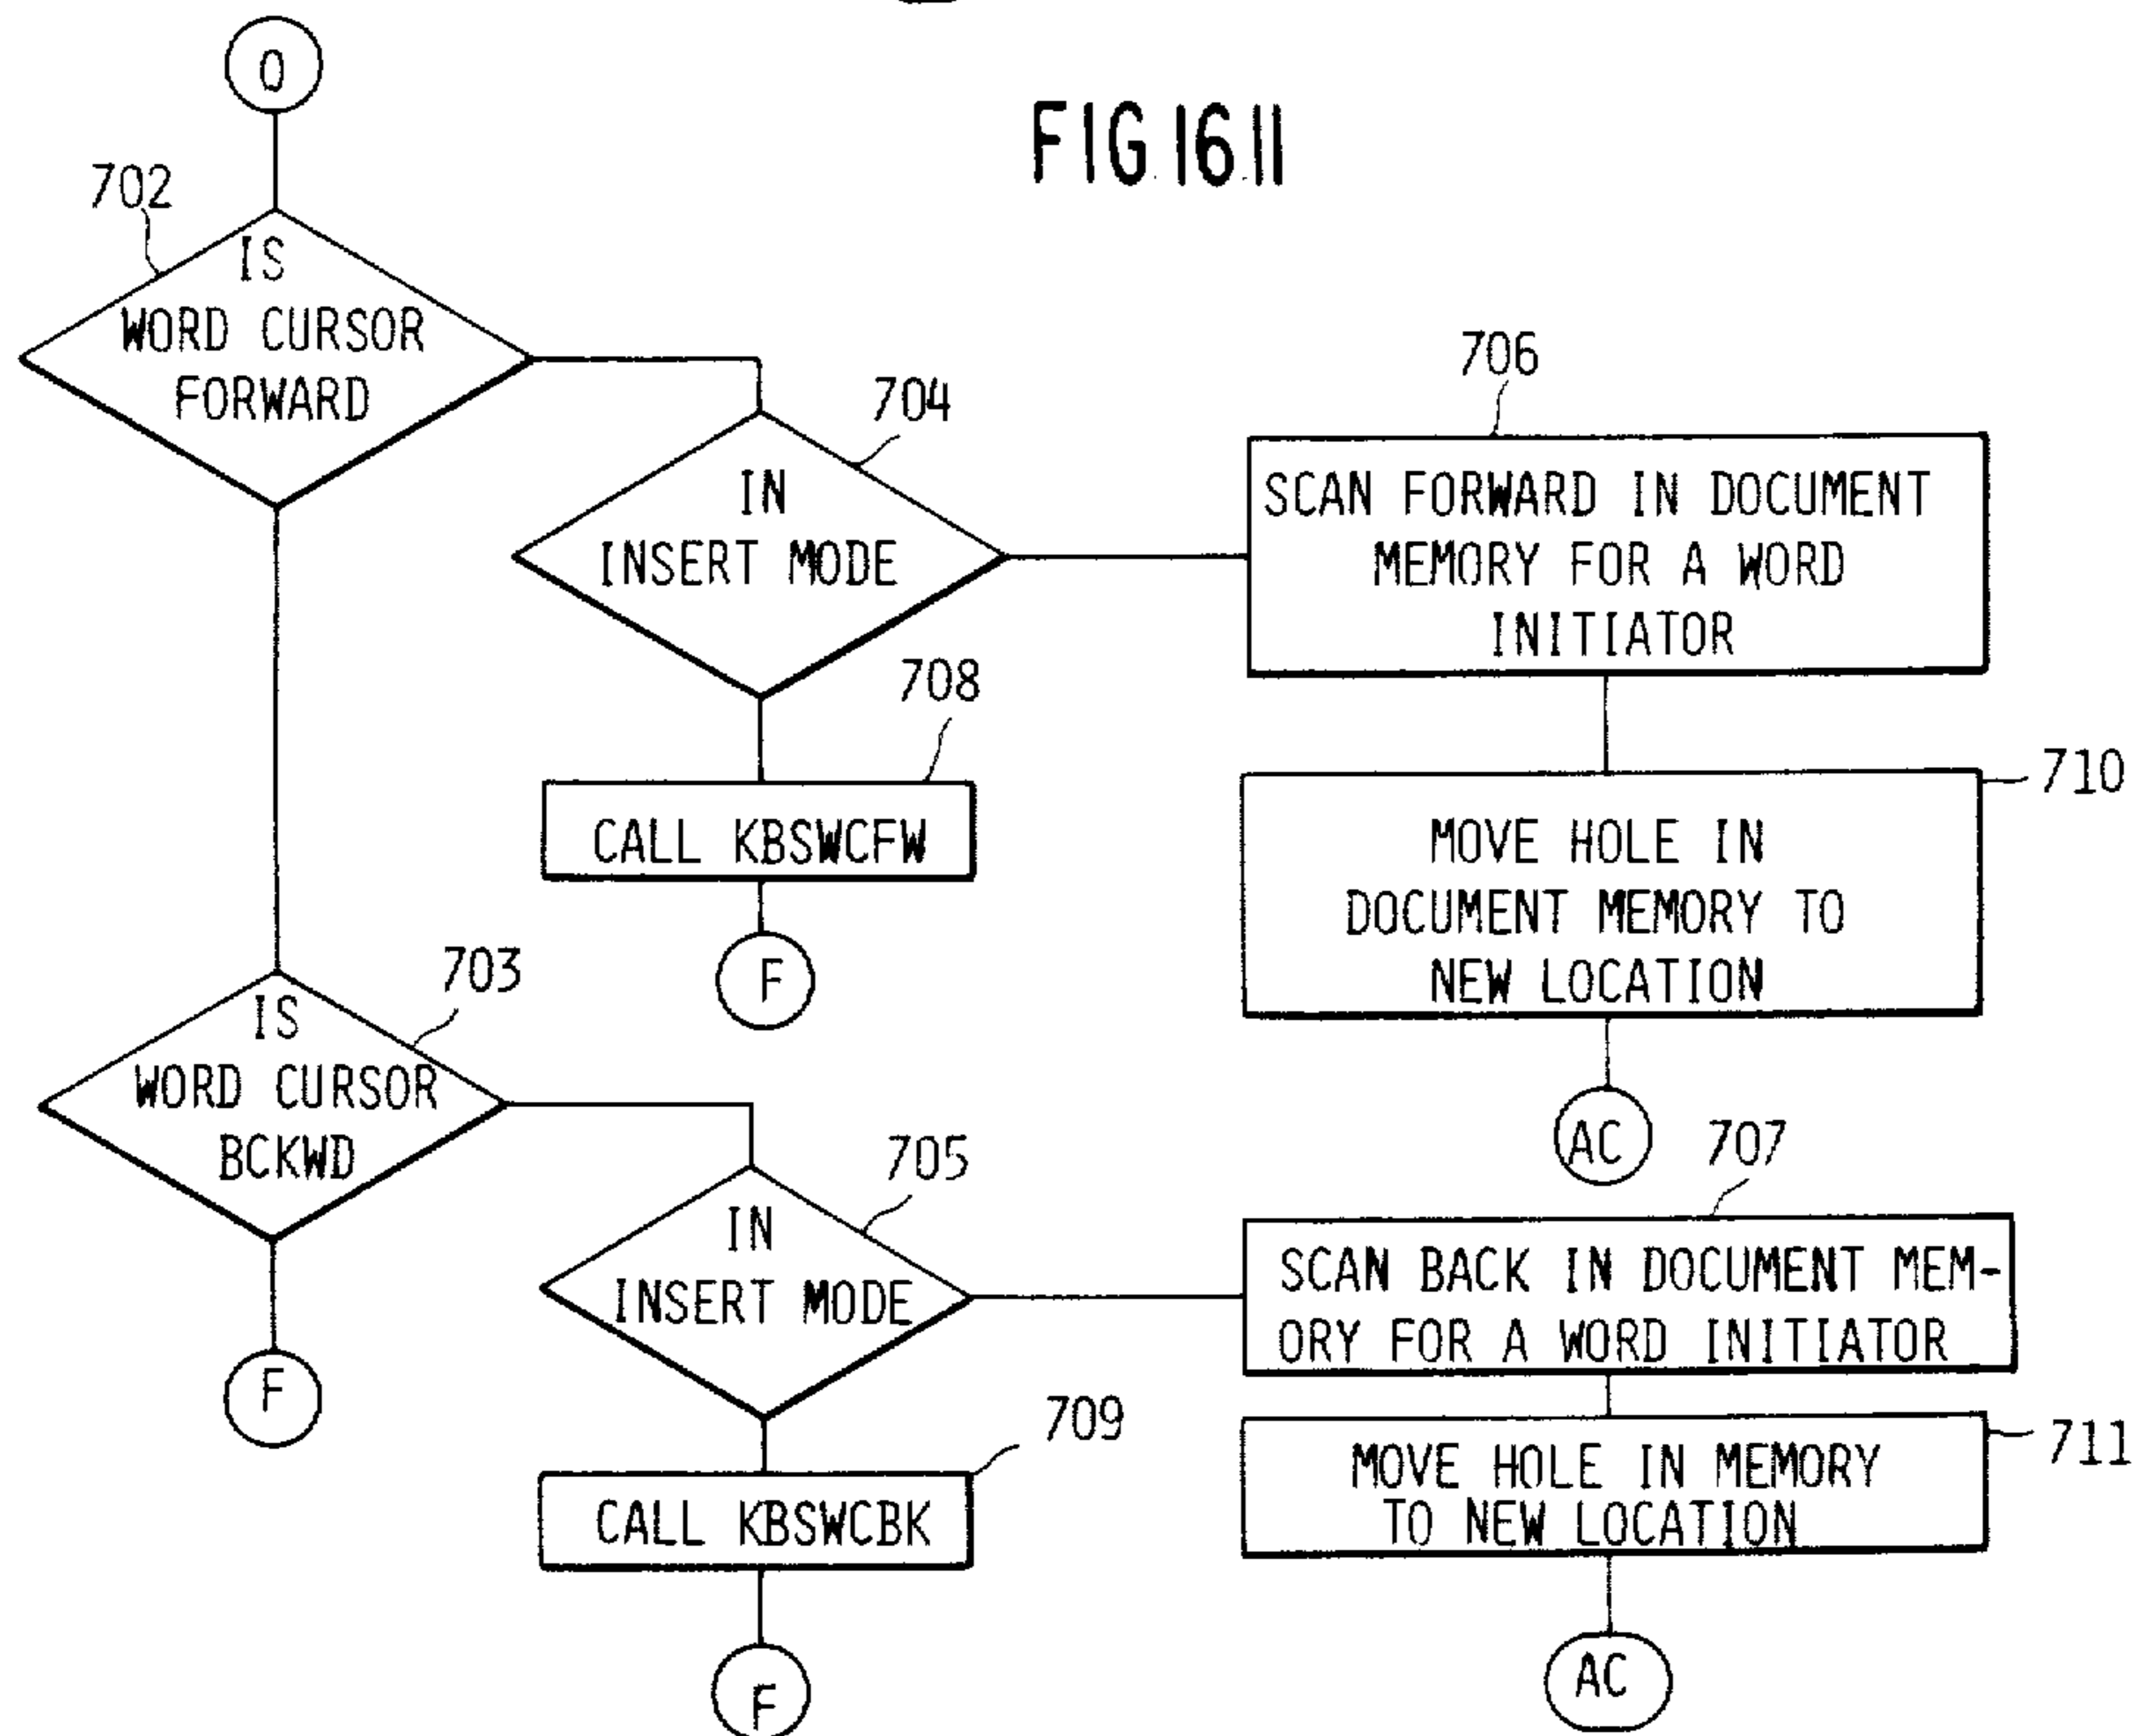 O
FIG.16.11
702
IS
WORD CURSOR
FORWARD
704
IN
INSERT MODE
706
SCAN FORWARD IN DOCUMENT
MEMORY FOR A WORD
INITIATOR
708
CALL KBSWCFW
F
710
MOVE HOLE IN
DOCUMENT MEMORY TO
NEW LOCATION
AC
703
IS
WORD CURSOR
BCKWD
F
705
IN
INSERT MODE
707
SCAN BACK IN DOCUMENT MEM-
ORY FOR A WORD INITIATOR
709
CALL KBSWCBK
F
711
MOVE HOLE IN MEMORY
TO NEW LOCATION
AC